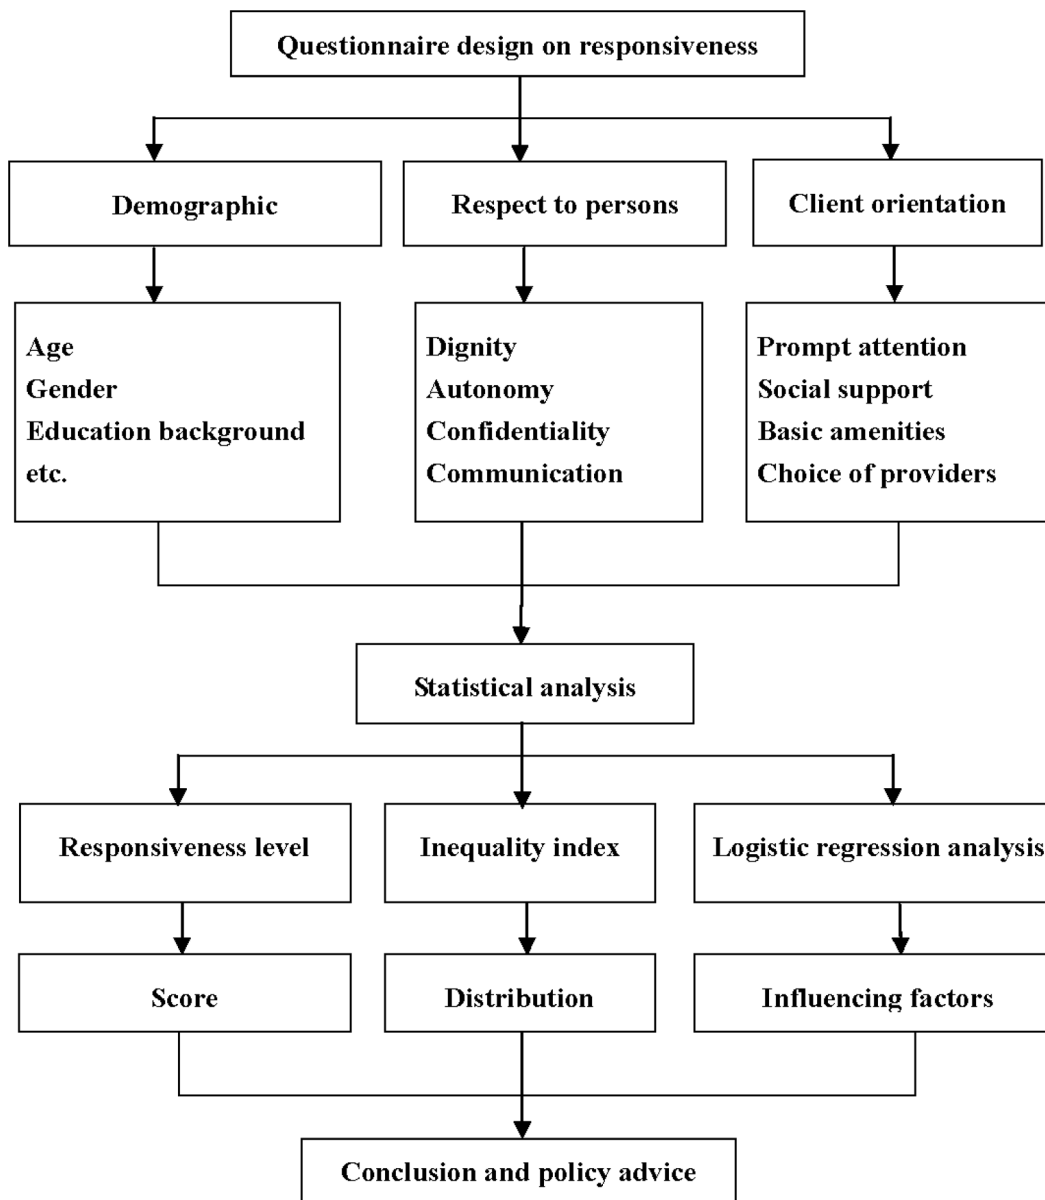 Questionnaire design on responsiveness
Demographic
Respect to persons
Client orientation
Age
Gender
Education background
etc.
Dignity
Autonomy
Confidentiality
Communication
Prompt attention
Social support
Basic amenities
Choice of providers
Statistical analysis
Responsiveness level
Inequality index
Logistic regression analysis
Score
Distribution
Influencing factors
Conclusion and policy advice